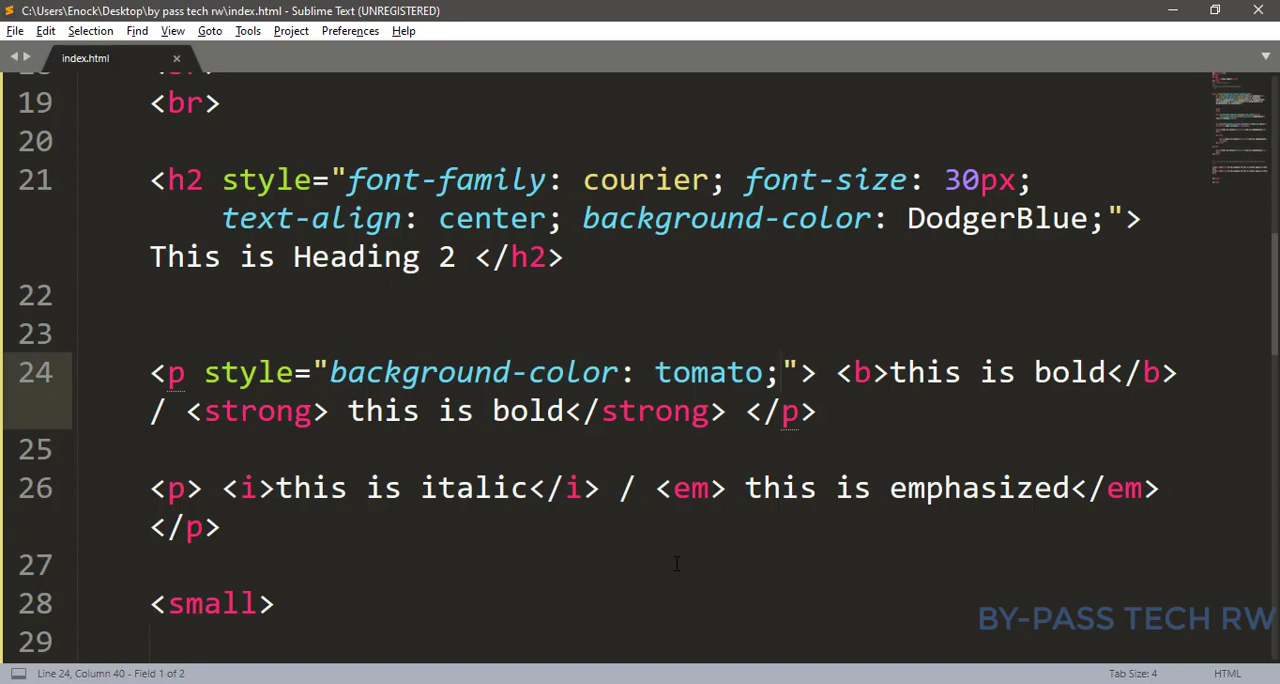 C:\Users\Enock\Desktop\by pass tech rw\index.html - Sublime Text (UNREGISTERED)
File Edit Selection Find View Goto Tools Project Preferences Help
index.html
19 <br>
20
21 <h2 style="font-family: courier; font-size: 30px;
text-align: center; background-color: DodgerBlue;">
This is Heading 2 </h2>
22
23
24 <p style="background-color: tomato;"> <b>this is bold</b>
/ <strong> this is bold</strong> </p>
25
26 <p> <i>this is italic</i> / <em> this is emphasized</em>
</p>
27
28 <small>
29
BY-PASS TECH RW
Line 24, Column 40 - Field 1 of 2 Tab Size: 4 HTML